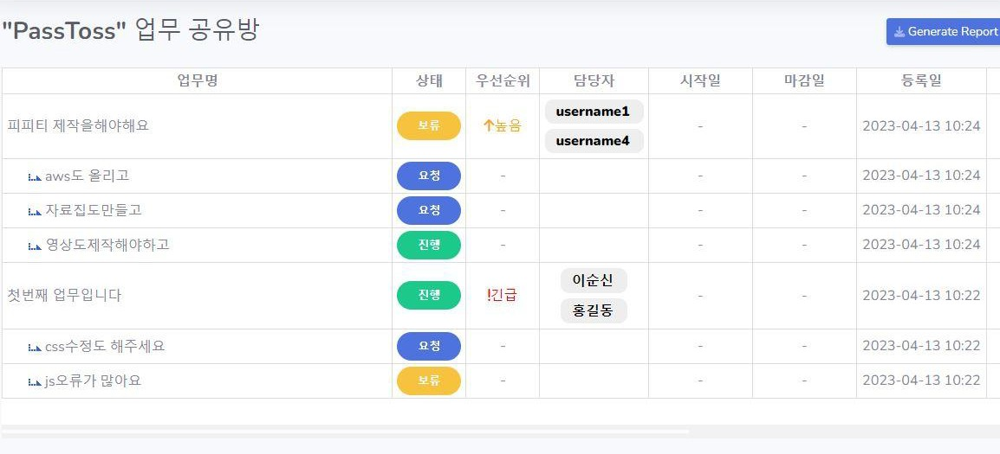 "PassToss" 업무 공유방
Generate Report
업무명 상태 우선순위 담당자 시작일 마감일 등록일
피피티 제작을해야해요 보류 높음 username1 username4 - - 2023-04-13 10:24
aws도 올리고 요청 - - - 2023-04-13 10:24
자료집도만들고 요청 - - - 2023-04-13 10:24
영상도제작해야하고 진행 - - - 2023-04-13 10:24
첫번째 업무입니다 진행 !긴급 이순신 홍길동 - - 2023-04-13 10:22
css수정도 해주세요 요청 - - - 2023-04-13 10:22
js오류가 많아요 보류 - - - 2023-04-13 10:22